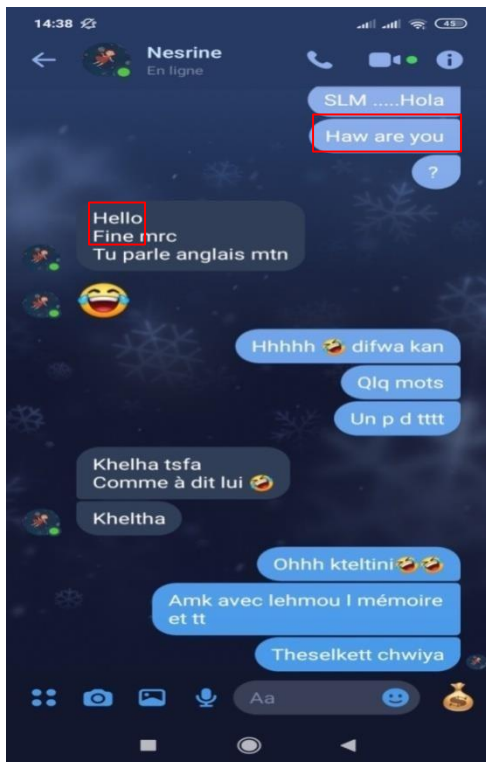 14:38
45
Nesrine
En ligne
SLM .....Hola
Haw are you
?
Hello
Fine mrc
Tu parle anglais mtn
Hhhhh 🤣 difwa kan
Qlq mots
Un p d tttt
Khelha tsfa
Comme à dit lui 🤣
Kheltha
Ohhh kteltini🤣🤣
Amk avec lehmou l mémoire
et tt
Theselkett chwiya
Aa